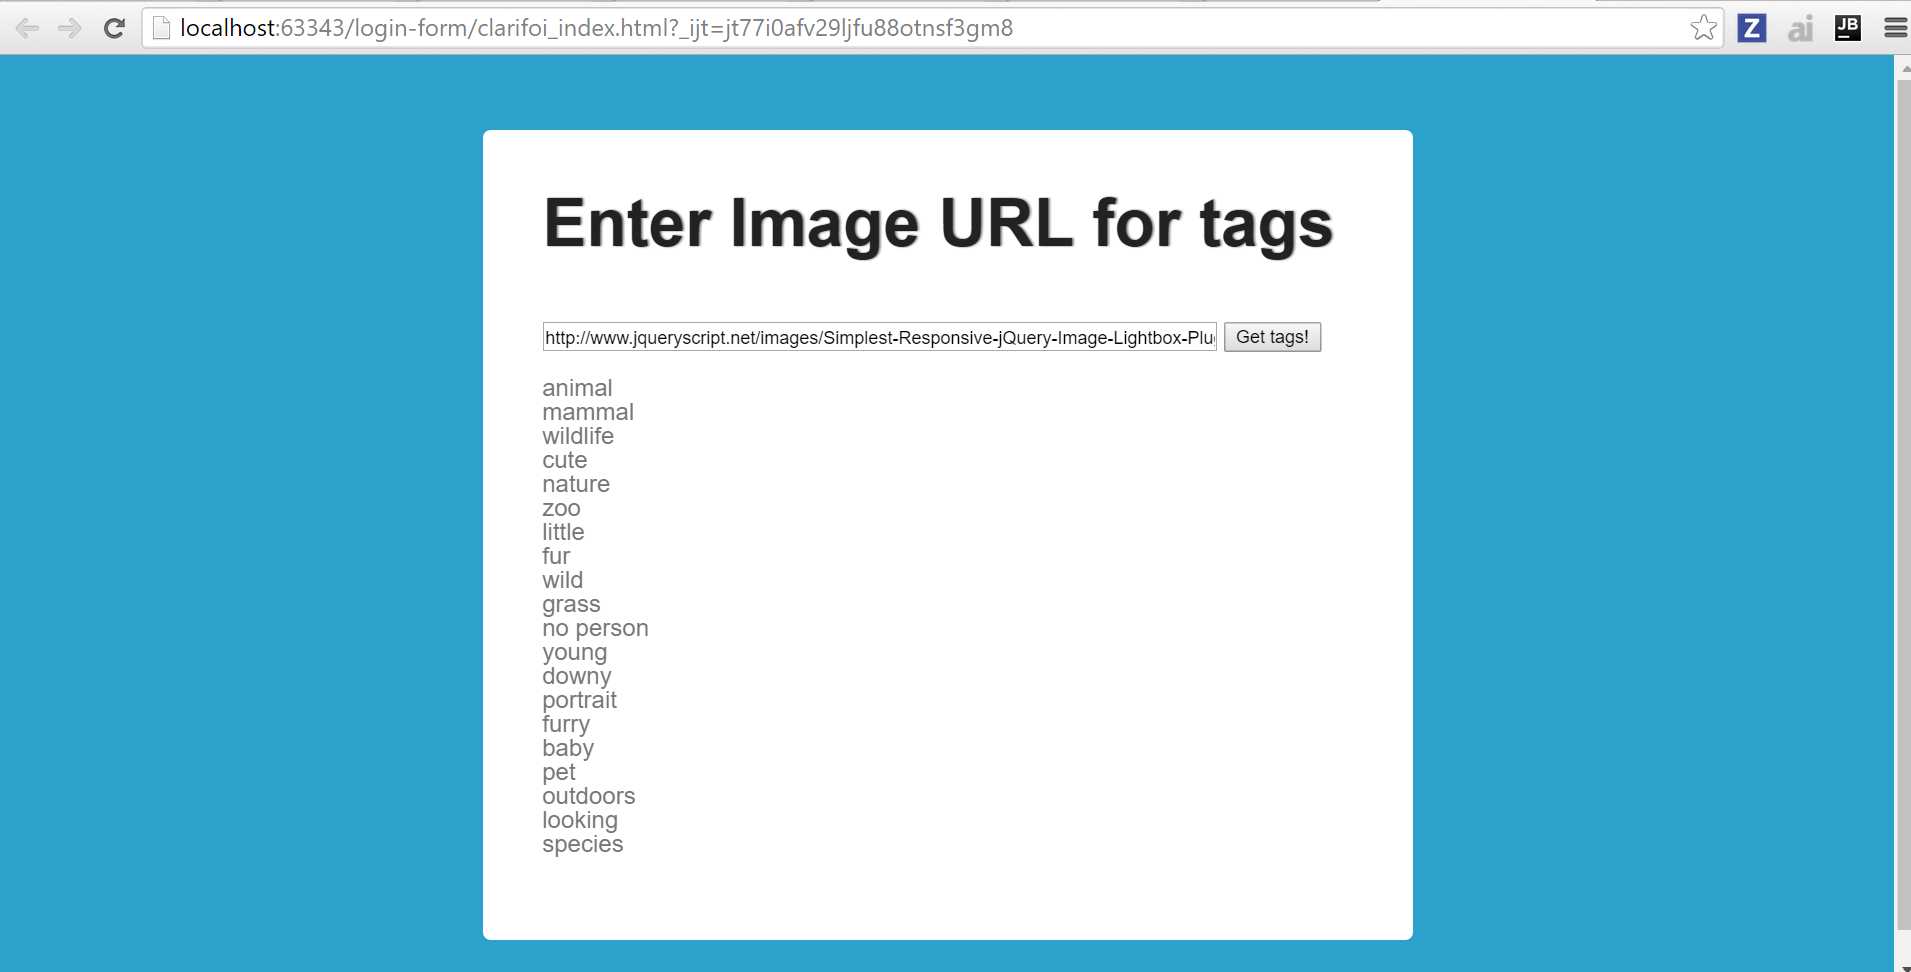 localhost:63343/login-form/clarifoi_index.html?_ijt=jt77i0afv29ljfu88otnsf3gm8
Z ai JB
Enter Image URL for tags
http://www.jqueryscript.net/images/Simplest-Responsive-jQuery-Image-Lightbox-Plu Get tags!
animal
mammal
wildlife
cute
nature
zoo
little
fur
wild
grass
no person
young
downy
portrait
furry
baby
pet
outdoors
looking
species